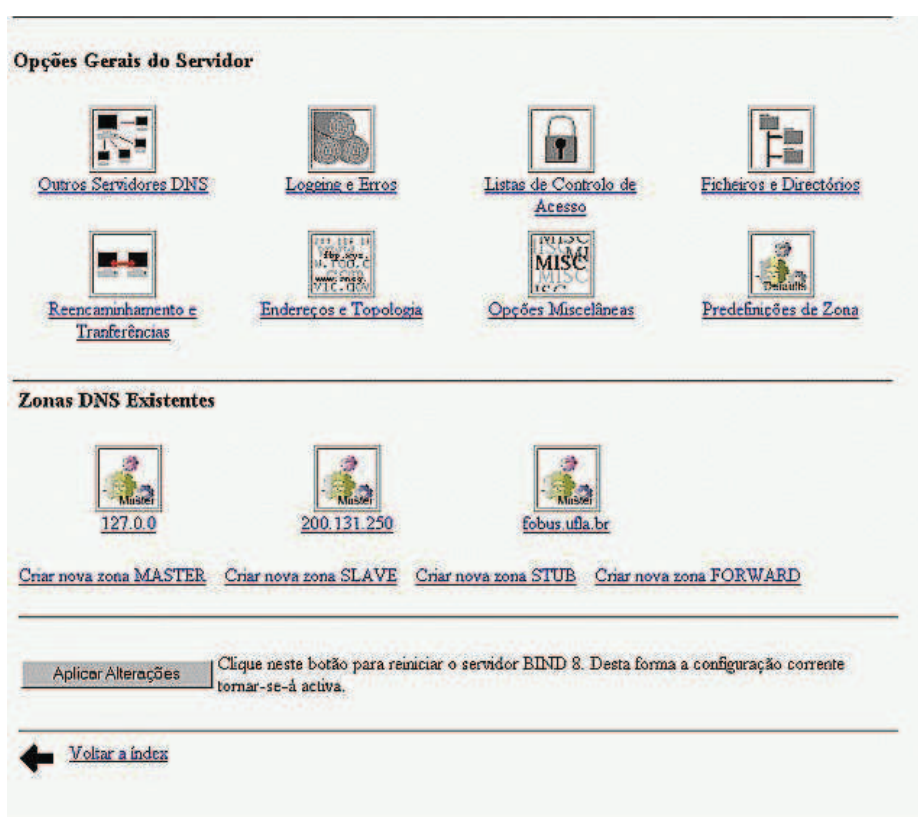 Opções Gerais do Servidor
Outros Servidores DNS
Logging e Erros
Listas de Controlo de
Acesso
Ficheiros e Directórios
Reencaminhamento e
Tranferências
Endereços e Topologia
MISC
Opções Miscelâneas
Defaults
Predefinições de Zona
Zonas DNS Existentes
Master
127.0.0
Master
200.131.250
Master
fobus.ufla.br
Criar nova zona MASTER Criar nova zona SLAVE Criar nova zona STUB Criar nova zona FORWARD
Aplicar Alterações
Clique neste botão para reiniciar o servidor BIND 8. Desta forma a configuração corrente
tornar-se-á activa.
Voltar a índex